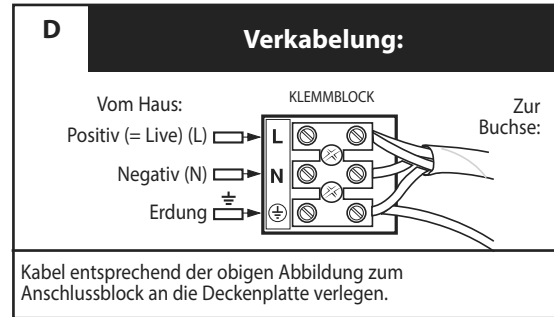 D
Verkabelung:
Vom Haus:
KLEMMBLOCK
Zur
Buchse:
Positiv (= Live) (L)
L
Negativ (N)
N
Erdung
Kabel entsprechend der obigen Abbildung zum
Anschlussblock an die Deckenplatte verlegen.